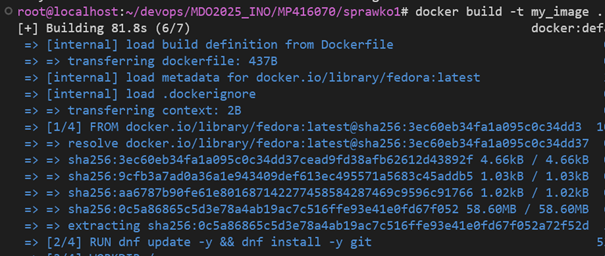 root@localhost:~/devops/MDO2025_INO/MP416070/sprawko1# docker build -t my_image .
[+] Building 81.8s (6/7) docker:defa
=> [internal] load build definition from Dockerfile
=> => transferring dockerfile: 437B
=> [internal] load metadata for docker.io/library/fedora:latest
=> [internal] load .dockerignore
=> => transferring context: 2B
=> [1/4] FROM docker.io/library/fedora:latest@sha256:3ec60eb34fa1a095c0c34dd3 1
=> => resolve docker.io/library/fedora:latest@sha256:3ec60eb34fa1a095c0c34dd37
=> => sha256:3ec60eb34fa1a095c0c34dd37cead9fd38afb62612d43892f 4.66kB / 4.66kB
=> => sha256:9cfb3a7ad0a36a1e943409def613ec495571a5683c45addb5 1.03kB / 1.03kB
=> => sha256:aa6787b90fe61e801687142277458584287469c9596c91766 1.02kB / 1.02kB
=> => sha256:0c5a86865c5d3e78a4ab19ac7c516ffe93e41e0fd67f052 58.60MB / 58.60MB
=> => extracting sha256:0c5a86865c5d3e78a4ab19ac7c516ffe93e41e0fd67f052a72f52d
=> [2/4] RUN dnf update -y && dnf install -y git 5